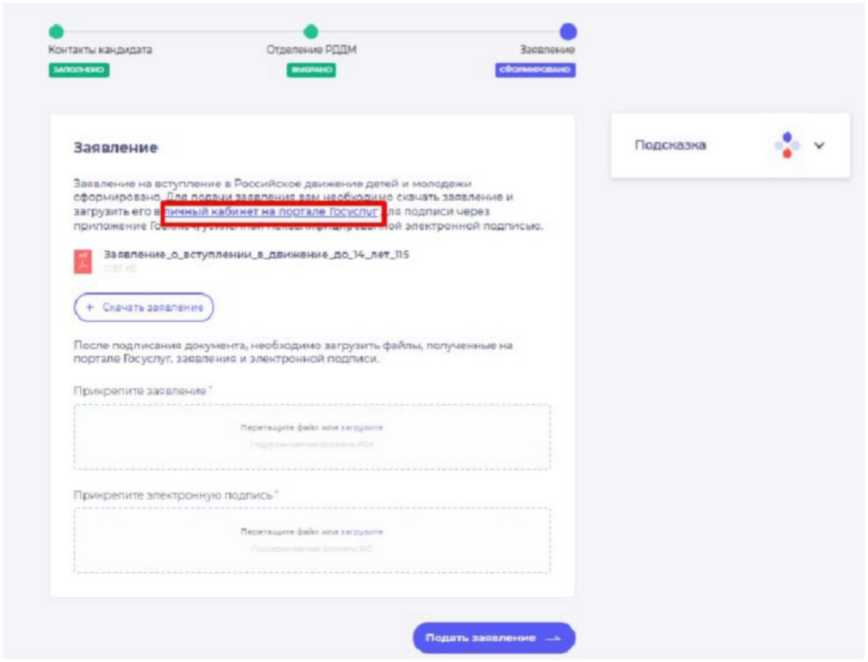 Контакты кандидата
Отделение РДДМ
Заявление
ЗАПОЛНЕНО
ВЫБРАНО
СФОРМИРОВАНО
Заявление
Подсказка
Заявление на вступление в Российское движение детей и молодежи
сформировано. Для подачи заявления вам необходимо скачать заявление и
загрузить его в личный кабинет на портале Госуслуг для подписи через
приложение электронной подписью.
Заявление_о_вступлении_в_движение_до_14_лет_115
+ Скачать заявление
После подписания документа, необходимо загрузить файлы, полученные на
портале Госуслуг, заявления и электронной подписи.
Прикрепите заявление *
Перетащите файл или загрузите
Прикрепите электронную подпись *
Перетащите файл или загрузите
Подать заявление →